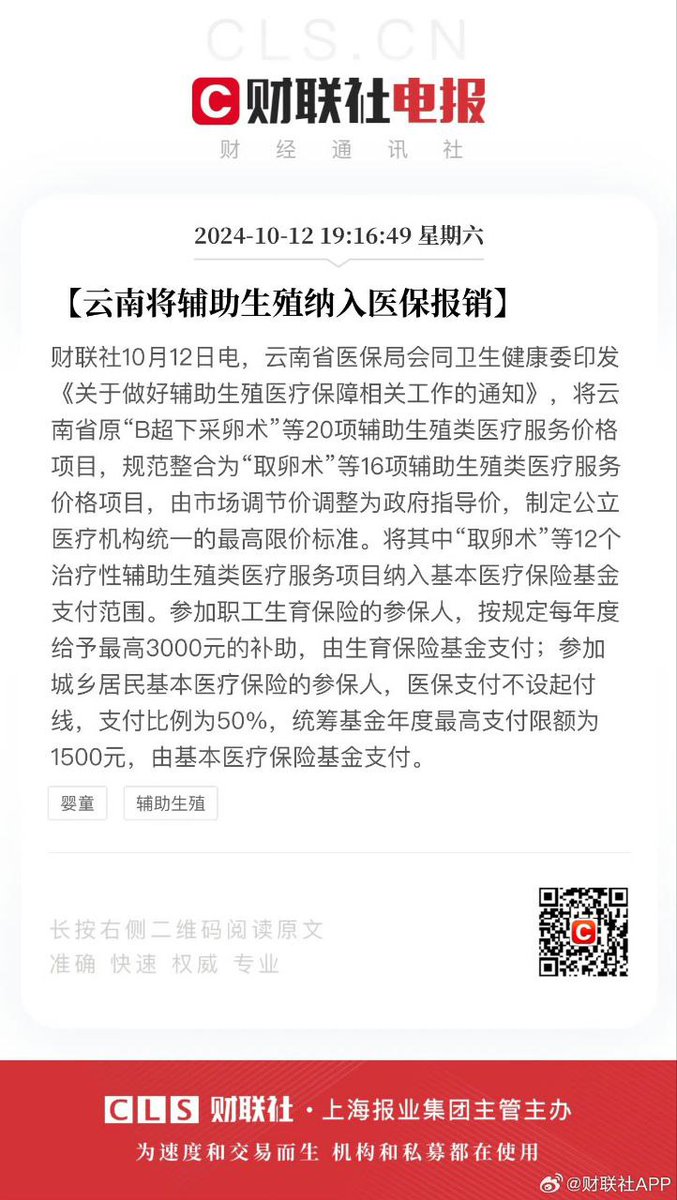 CLS.CN
C 财联社电报
财经通讯社
2024-10-12 19:16:49 星期六
【云南将辅助生殖纳入医保报销】
财联社10月12日电，云南省医保局会同卫生健康委印发
《关于做好辅助生殖医疗保障相关工作的通知》，将云
南省原“B超下采卵术”等20项辅助生殖类医疗服务价格
项目，规范整合为“取卵术”等16项辅助生殖类医疗服务
价格项目，由市场调节价调整为政府指导价，制定公立
医疗机构统一的最高限价标准。将其中“取卵术”等12个
治疗性辅助生殖类医疗服务项目纳入基本医疗保险基金
支付范围。参加职工生育保险的参保人，按规定每年度
给予最高3000元的补助，由生育保险基金支付；参加
城乡居民基本医疗保险的参保人，医保支付不设起付
线，支付比例为50%，统筹基金年度最高支付限额为
1500元，由基本医疗保险基金支付。
婴童 辅助生殖
长按右侧二维码阅读原文
准确 快速 权威 专业
C
CLS 财联社·上海报业集团主管主办
为速度和交易而生 机构和私募都在使用
@财联社APP